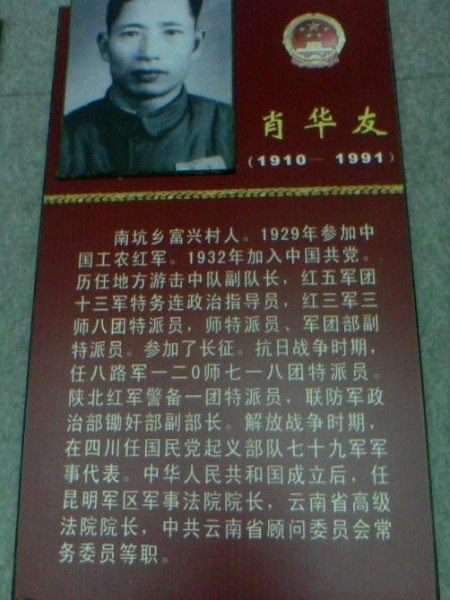 肖华友
(1910—1991)
南坑乡富兴村人。1929年参加中
国工农红军。1932年加入中国共党。
历任地方游击中队副队长，红五军团
十三军特务连政治指导员，红三军三
师八团特派员，师特派员、军团部副
特派员。参加了长征。抗日战争时期，
任八路军一二0师七一八团特派员。
陕北红军警备一团特派员，联防军政
治部锄奸部副部长。解放战争时期，
在四川任国民党起义部队七十九军军
事代表。中华人民共和国成立后，任
昆明军区军事法院院长，云南省高级
法院院长，中共云南省顾问委员会常
务委员等职。